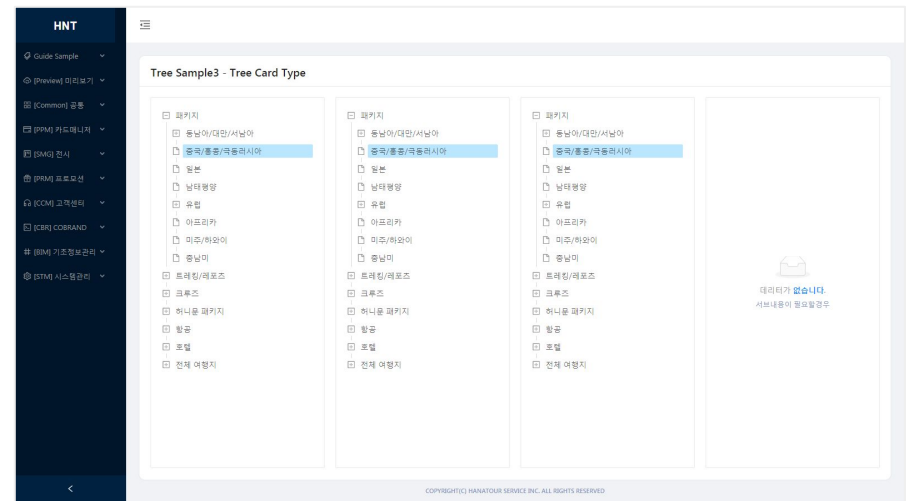 HNT
Guide Sample
[Preview] 미리보기
[Common] 공통
[PPM] 카드매니저
[SMG] 전시
[PRM] 프로모션
[CCM] 고객센터
[CBR] COBRAND
[BIM] 기초정보관리
[STM] 시스템관리
Tree Sample3 - Tree Card Type
패키지
동남아/대만/서남아
중국/홍콩/극동러시아
일본
남태평양
유럽
아프리카
미주/하와이
중남미
트레킹/레포츠
크루즈
허니문 패키지
항공
호텔
전체 여행지
패키지
동남아/대만/서남아
중국/홍콩/극동러시아
일본
남태평양
유럽
아프리카
미주/하와이
중남미
트레킹/레포츠
크루즈
허니문 패키지
항공
호텔
전체 여행지
패키지
동남아/대만/서남아
중국/홍콩/극동러시아
일본
남태평양
유럽
아프리카
미주/하와이
중남미
트레킹/레포츠
크루즈
허니문 패키지
항공
호텔
전체 여행지
데리터가 없습니다.
서브내용이 필요할경우
COPYRIGHT(C) HANATOUR SERVICE INC. ALL RIGHTS RESERVED